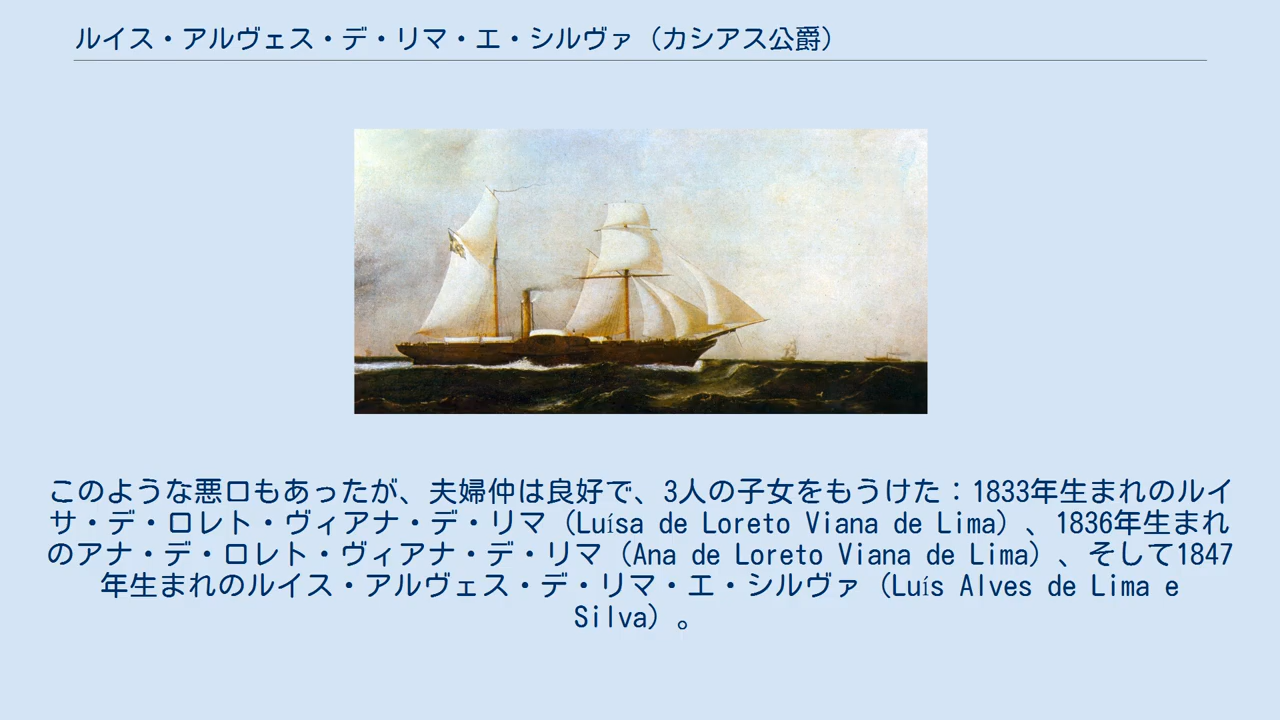 ルイス・アルヴェス・デ・リマ・エ・シルヴァ（カシアス公爵）
このような悪口もあったが、夫婦仲は良好で、3人の子女をもうけた：1833年生まれのルイ
サ・デ・ロレト・ヴィアナ・デ・リマ（Luísa de Loreto Viana de Lima）、1836年生まれ
のアナ・デ・ロレト・ヴィアナ・デ・リマ（Ana de Loreto Viana de Lima）、そして1847
年生まれのルイス・アルヴェス・デ・リマ・エ・シルヴァ（Luís Alves de Lima e
Silva）。